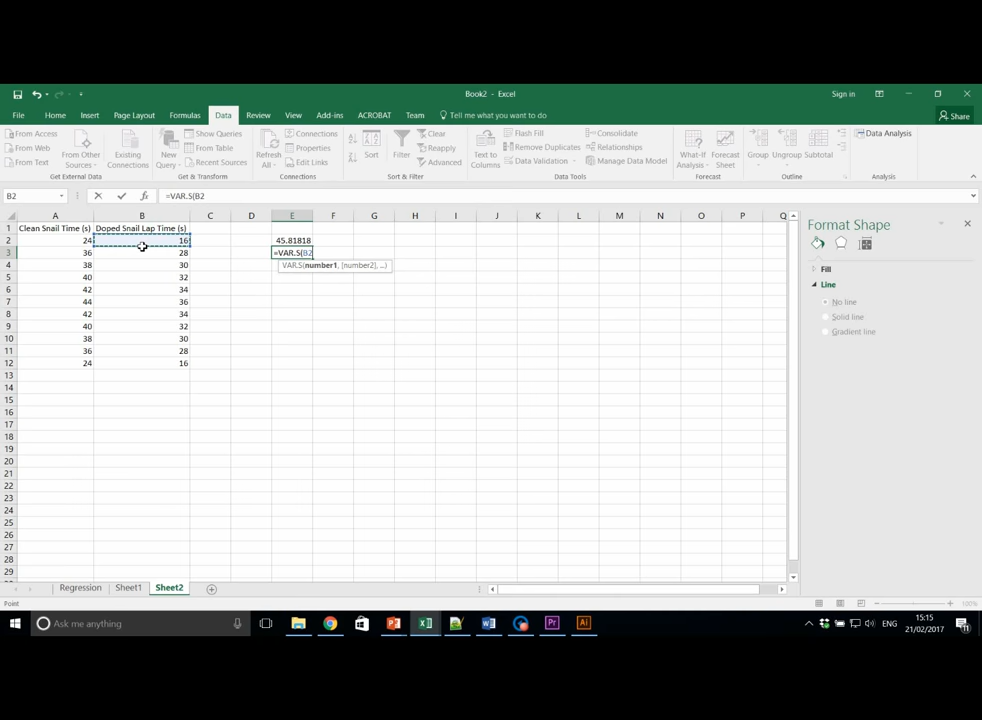 Book2 - Excel
Sign in
File Home Insert Page Layout Formulas Data Review View Add-ins ACROBAT Team Tell me what you want to do Share
From Access
From Web
From Text
From Other Sources
Existing Connections
Get External Data
New Query
Show Queries
From Table
Recent Sources
Get & Transform
Refresh All
Connections
Properties
Edit Links
Connections
Sort
Filter
Clear
Reapply
Advanced
Sort & Filter
Text to Columns
Flash Fill
Remove Duplicates
Data Validation
Consolidate
Relationships
Manage Data Model
Data Tools
What-If Analysis
Forecast Sheet
Forecast
Group
Ungroup
Subtotal
Outline
Data Analysis
Analysis
B2 fx =VAR.S(B2
A B C D E F G H I J K L M N O P Q
1 Clean Snail Time (s) Doped Snail Lap Time (s)
2 24 16 45.81818
3 36 28 =VAR.S(B2
VAR.S(number1, [number2], ...)
4 38 30
5 40 32
6 42 34
7 44 36
8 42 34
9 40 32
10 38 30
11 36 28
12 24 16
13
14
15
16
17
18
19
20
21
22
23
24
25
26
27
28
29
Format Shape
Fill
Line
No line
Solid line
Gradient line
Regression Sheet1 Sheet2
Point
100%
Ask me anything
ENG
15:15
21/02/2017
11